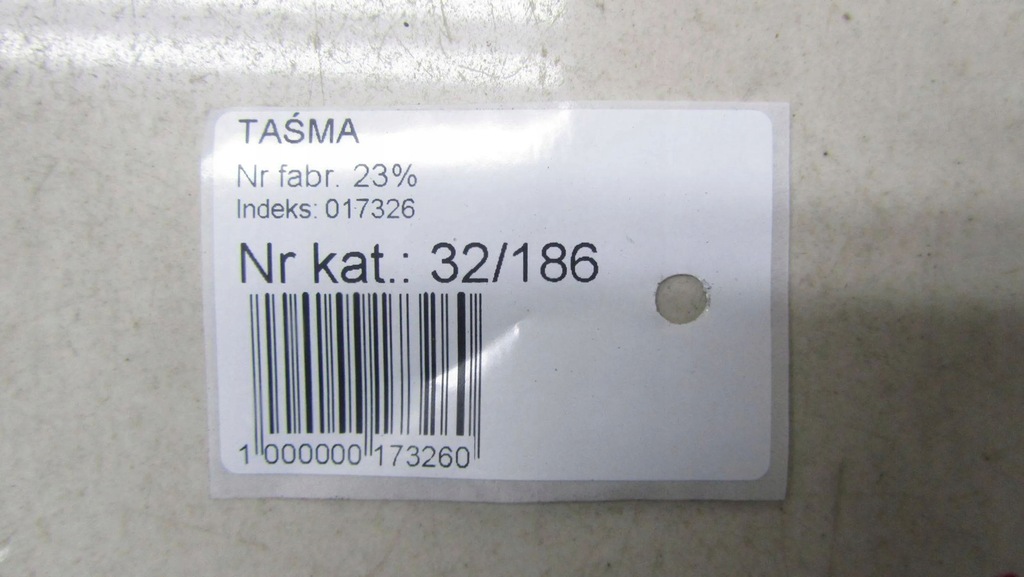 TAŚMA
Nr fabr. 23%
Indeks: 017326
Nr kat.: 32/186
1 000000 173260